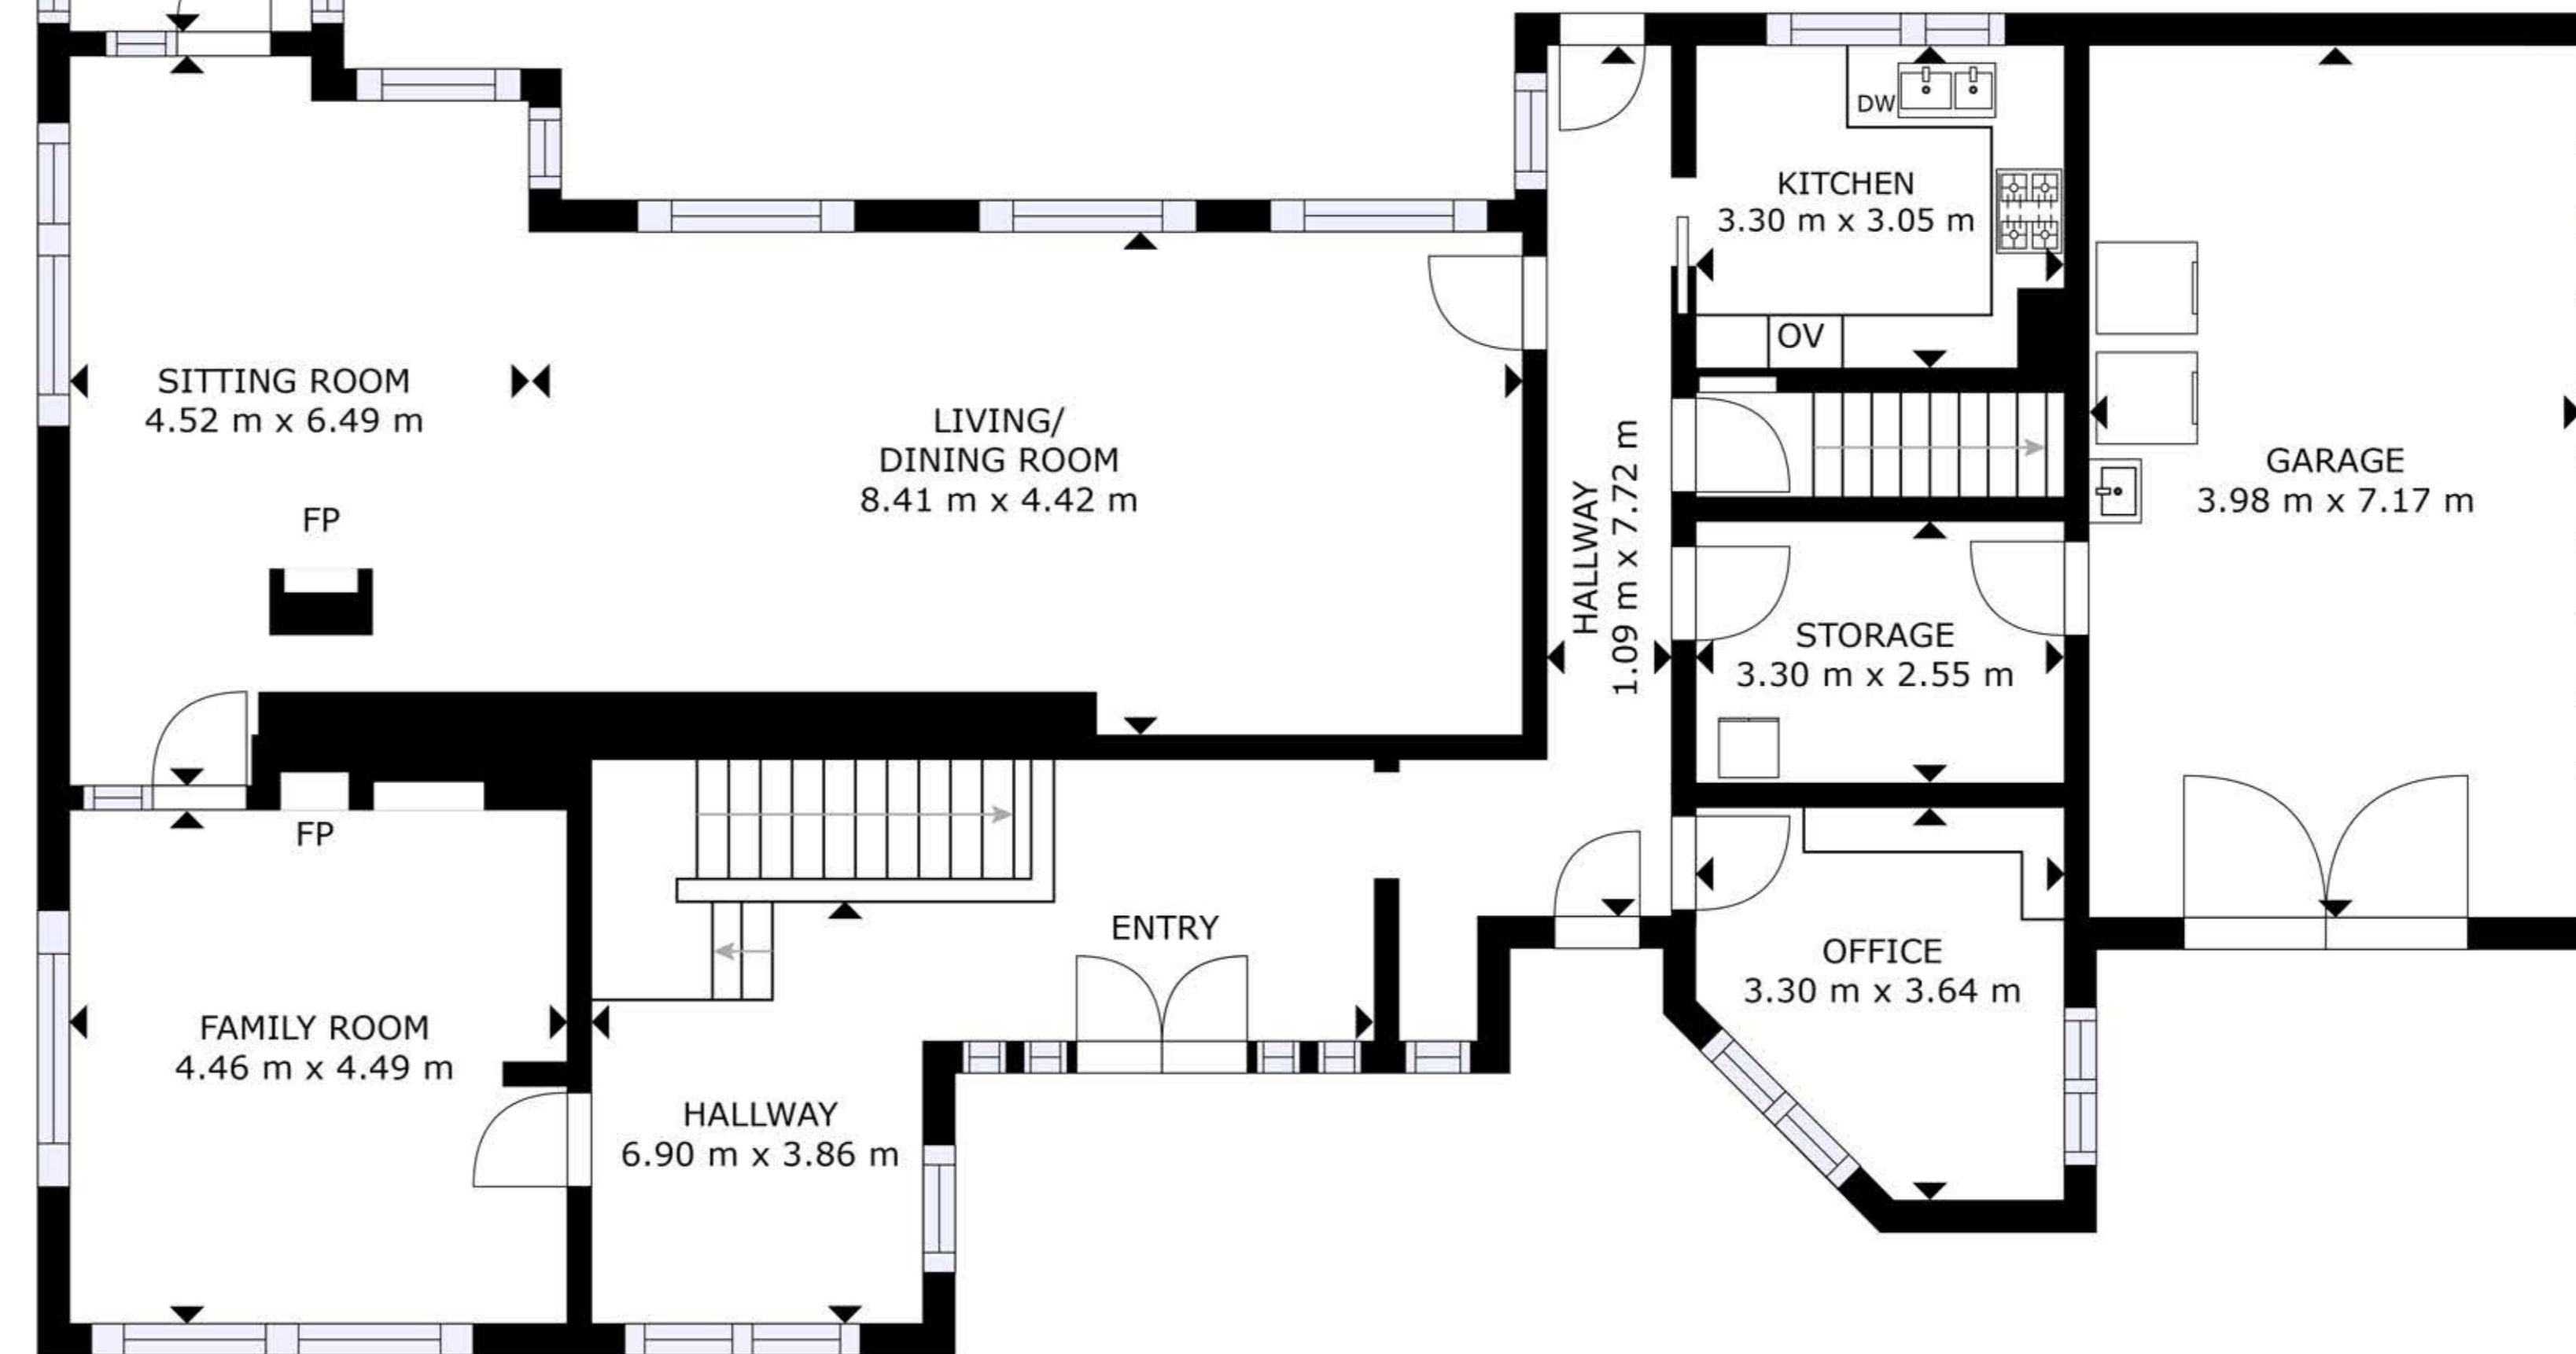 DW
KITCHEN
3.30 m x 3.05 m
OV
SITTING ROOM
4.52 m x 6.49 m
FP
LIVING/
DINING ROOM
8.41 m x 4.42 m
HALLWAY
1.09 m x 7.72 m
GARAGE
3.98 m x 7.17 m
STORAGE
3.30 m x 2.55 m
FP
ENTRY
OFFICE
3.30 m x 3.64 m
FAMILY ROOM
4.46 m x 4.49 m
HALLWAY
6.90 m x 3.86 m